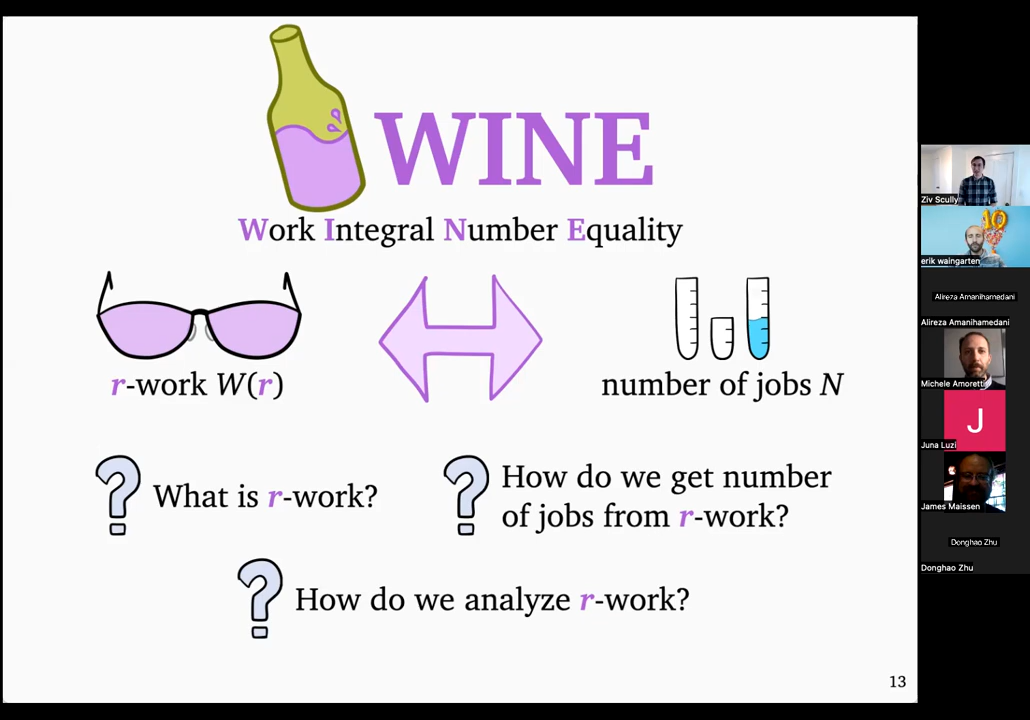 WINE
Work Integral Number Equality
r-work W(r)
number of jobs N
What is r-work?
How do we get number
of jobs from r-work?
How do we analyze r-work?
13
Ziv Scully
erik waingarten
Alireza Amanihamedani
Alireza Amanihamedani
Michele Amoretti
J
Juna Luzi
James Maissen
Donghao Zhu
Donghao Zhu
10